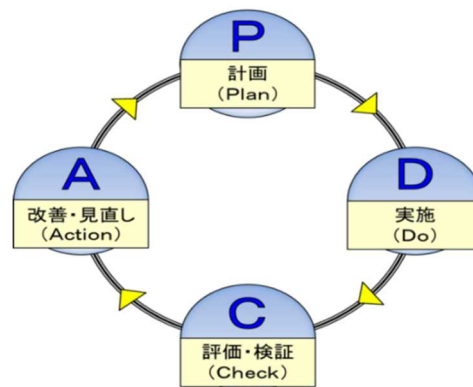 P
計画
(Plan)
D
実施
(Do)
C
評価・検証
(Check)
A
改善・見直し
(Action)